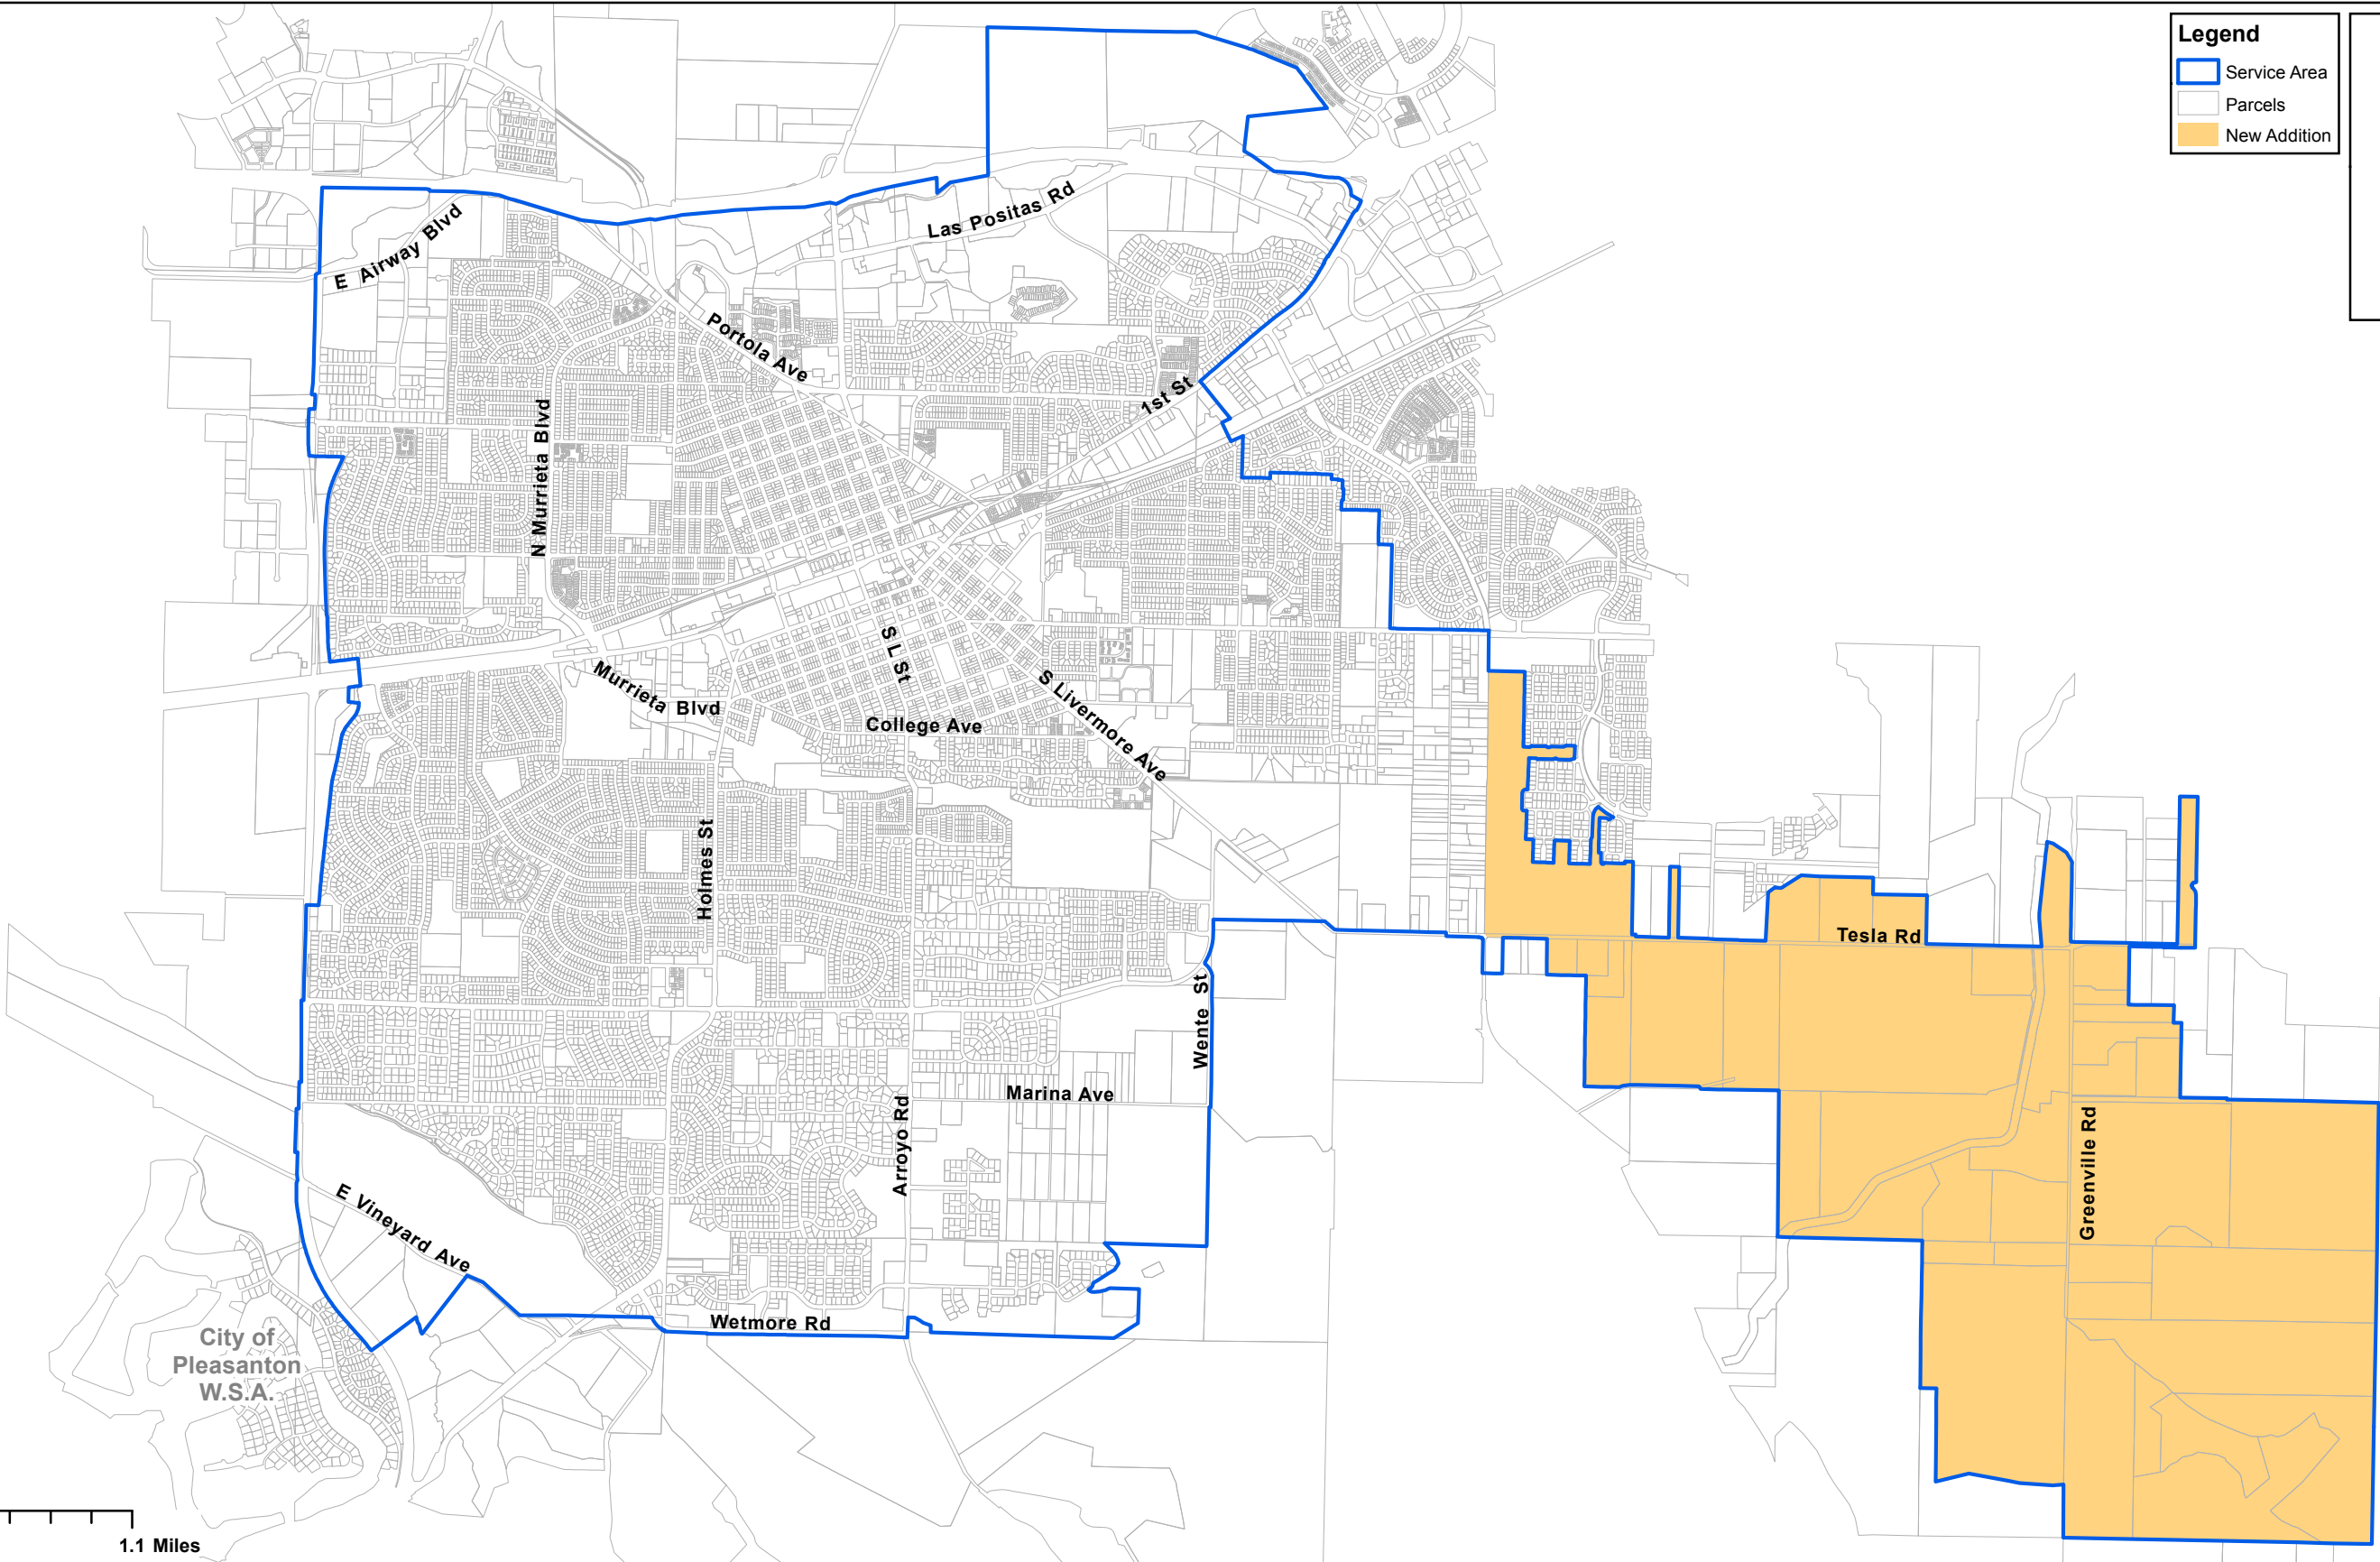 Legend
Service Area
Parcels
New Addition
Las Positas Rd
E Airway Blvd
Portola Ave
1st St
N Murrieta Blvd
S L St
Murrieta Blvd
S Livermore Ave
College Ave
Holmes St
Tesla Rd
Wente St
Marina Ave
Arroyo Rd
Greenville Rd
E Vineyard Ave
Wetmore Rd
City of
Pleasanton
W.S.A.
1.1 Miles